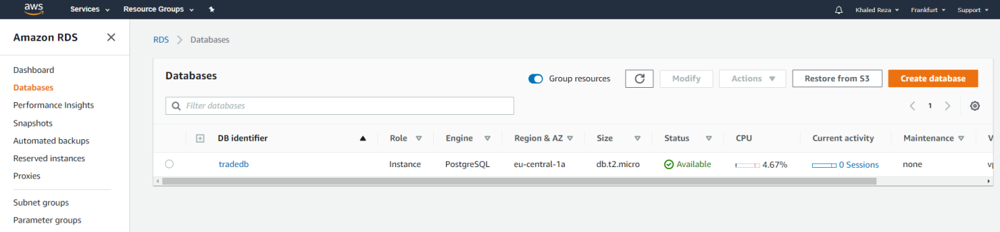 aws Services Resource Groups Khaled Reza Frankfurt Support
Amazon RDS
RDS Databases
Dashboard
Databases
Performance Insights
Snapshots
Automated backups
Reserved instances
Proxies
Subnet groups
Parameter groups
Databases Group resources Modify Actions Restore from S3 Create database
Filter databases 1
DB identifier Role Engine Region & AZ Size Status CPU Current activity Maintenance V
tradedb Instance PostgreSQL eu-central-1a db.t2.micro Available 4.67% 0 Sessions none